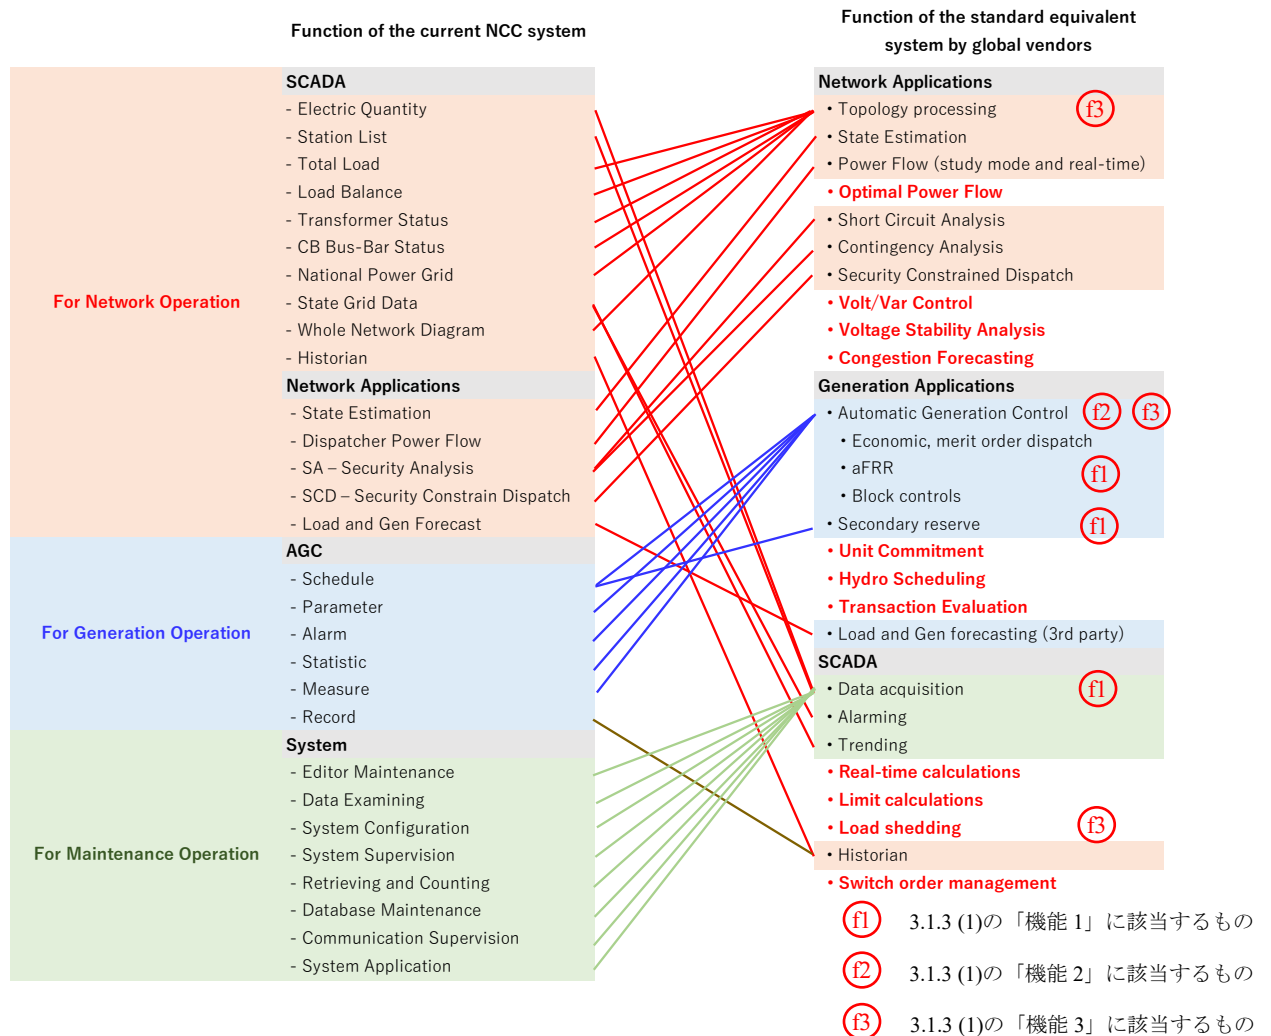 Function of the current NCC system
For Network Operation
SCADA
- Electric Quantity
- Station List
- Total Load
- Load Balance
- Transformer Status
- CB Bus-Bar Status
- National Power Grid
- State Grid Data
- Whole Network Diagram
- Historian
Network Applications
- State Estimation
- Dispatcher Power Flow
- SA – Security Analysis
- SCD – Security Constrain Dispatch
- Load and Gen Forecast
For Generation Operation
AGC
- Schedule
- Parameter
- Alarm
- Statistic
- Measure
- Record
For Maintenance Operation
System
- Editor Maintenance
- Data Examining
- System Configuration
- System Supervision
- Retrieving and Counting
- Database Maintenance
- Communication Supervision
- System Application
Function of the standard equivalent
system by global vendors
Network Applications
• Topology processing f3
• State Estimation
• Power Flow (study mode and real-time)
• Optimal Power Flow
• Short Circuit Analysis
• Contingency Analysis
• Security Constrained Dispatch
• Volt/Var Control
• Voltage Stability Analysis
• Congestion Forecasting
Generation Applications
• Automatic Generation Control f2 f3
• Economic, merit order dispatch
• aFRR f1
• Block controls
• Secondary reserve f1
• Unit Commitment
• Hydro Scheduling
• Transaction Evaluation
• Load and Gen forecasting (3rd party)
SCADA
• Data acquisition f1
• Alarming
• Trending
• Real-time calculations
• Limit calculations
• Load shedding f3
• Historian
• Switch order management
f1 3.1.3 (1)の「機能 1」に該当するもの
f2 3.1.3 (1)の「機能 2」に該当するもの
f3 3.1.3 (1)の「機能 3」に該当するもの